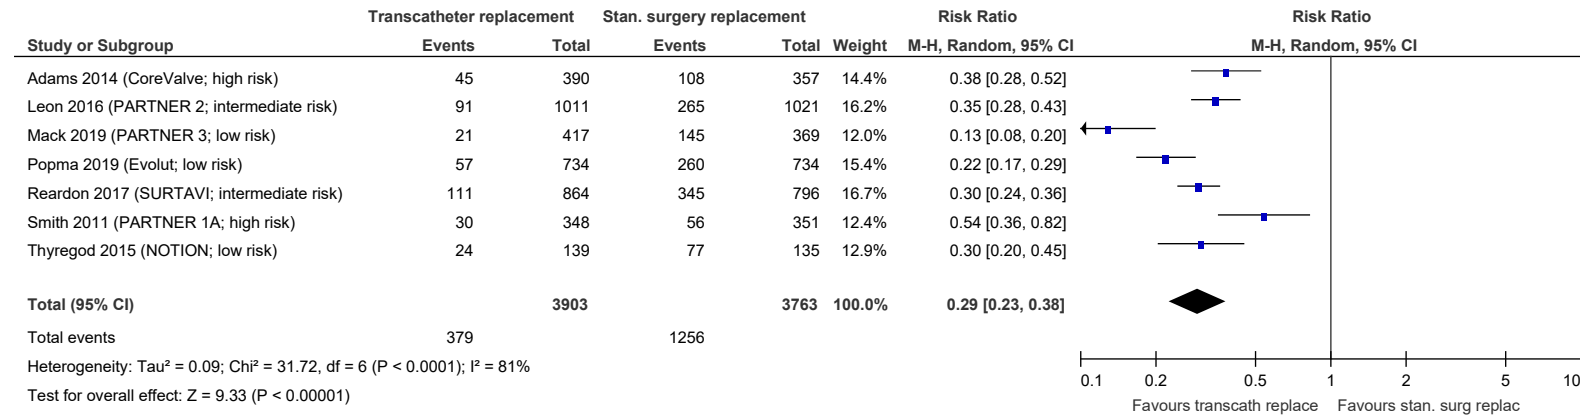 Transcatheter replacement Stan. surgery replacement Risk Ratio Risk Ratio
Study or Subgroup Events Total Events Total Weight M-H, Random, 95% CI M-H, Random, 95% CI
Adams 2014 (CoreValve; high risk) 45 390 108 357 14.4% 0.38 [0.28, 0.52]
Leon 2016 (PARTNER 2; intermediate risk) 91 1011 265 1021 16.2% 0.35 [0.28, 0.43]
Mack 2019 (PARTNER 3; low risk) 21 417 145 369 12.0% 0.13 [0.08, 0.20]
Popma 2019 (Evolut; low risk) 57 734 260 734 15.4% 0.22 [0.17, 0.29]
Reardon 2017 (SURTAVI; intermediate risk) 111 864 345 796 16.7% 0.30 [0.24, 0.36]
Smith 2011 (PARTNER 1A; high risk) 30 348 56 351 12.4% 0.54 [0.36, 0.82]
Thyregod 2015 (NOTION; low risk) 24 139 77 135 12.9% 0.30 [0.20, 0.45]
Total (95% CI) 3903 3763 100.0% 0.29 [0.23, 0.38]
Total events 379 1256
Heterogeneity: Tau² = 0.09; Chi² = 31.72, df = 6 (P < 0.0001); I² = 81%
Test for overall effect: Z = 9.33 (P < 0.00001)
0.1 0.2 0.5 1 2 5 10
Favours transcath replace Favours stan. surg replac